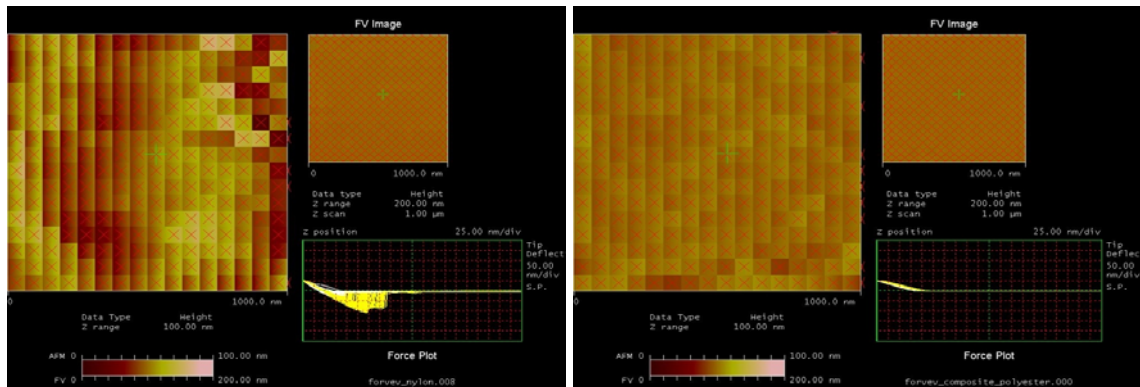 FV Image
0 1000.0 nm
Data type Height
Z range 200.00 nm
Z scan 1.00 µm
Z position 25.00 nm/div
Tip
Deflect
50.00
nm/div
S.P.
0 1000.0 nm
Data Type Height
Z range 100.00 nm
AFM 0 100.00 nm
FV 0 200.00 nm
Force Plot
forvev_nylon.008
FV Image
0 1000.0 nm
Data type Height
Z range 200.00 nm
Z scan 1.00 µm
Z position 25.00 nm/div
Tip
Deflect
50.00
nm/div
S.P.
0 1000.0 nm
Data Type Height
Z range 100.00 nm
AFM 0 100.00 nm
FV 0 200.00 nm
Force Plot
forvev_composite_polyester.000